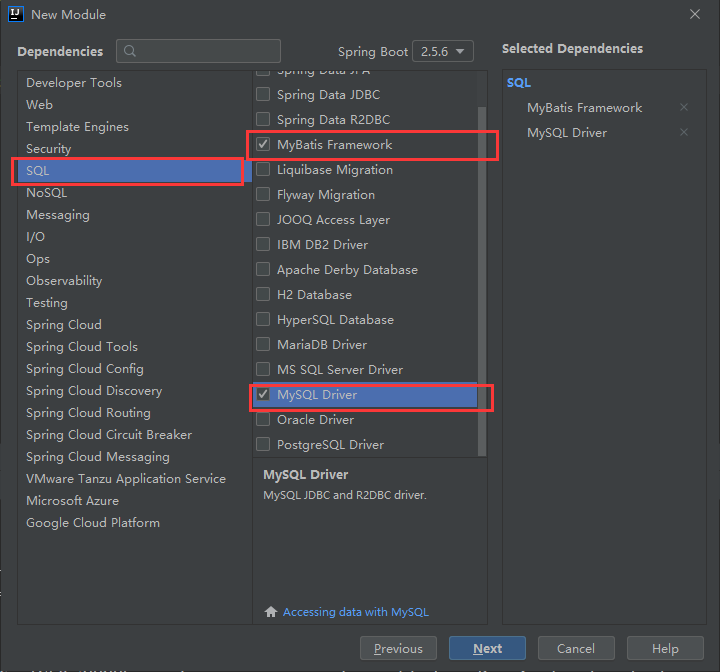 New Module
Dependencies
Spring Boot 2.5.6
Developer Tools
Web
Template Engines
Security
SQL
NoSQL
Messaging
I/O
Ops
Observability
Testing
Spring Cloud
Spring Cloud Tools
Spring Cloud Config
Spring Cloud Discovery
Spring Cloud Routing
Spring Cloud Circuit Breaker
Spring Cloud Messaging
VMware Tanzu Application Service
Microsoft Azure
Google Cloud Platform
Spring Data JPA
Spring Data JDBC
Spring Data R2DBC
MyBatis Framework
Liquibase Migration
Flyway Migration
JOOQ Access Layer
IBM DB2 Driver
Apache Derby Database
H2 Database
HyperSQL Database
MariaDB Driver
MS SQL Server Driver
MySQL Driver
Oracle Driver
PostgreSQL Driver
MySQL Driver
MySQL JDBC and R2DBC driver.
Accessing data with MySQL
Selected Dependencies
SQL
MyBatis Framework
MySQL Driver
Previous
Next
Cancel
Help